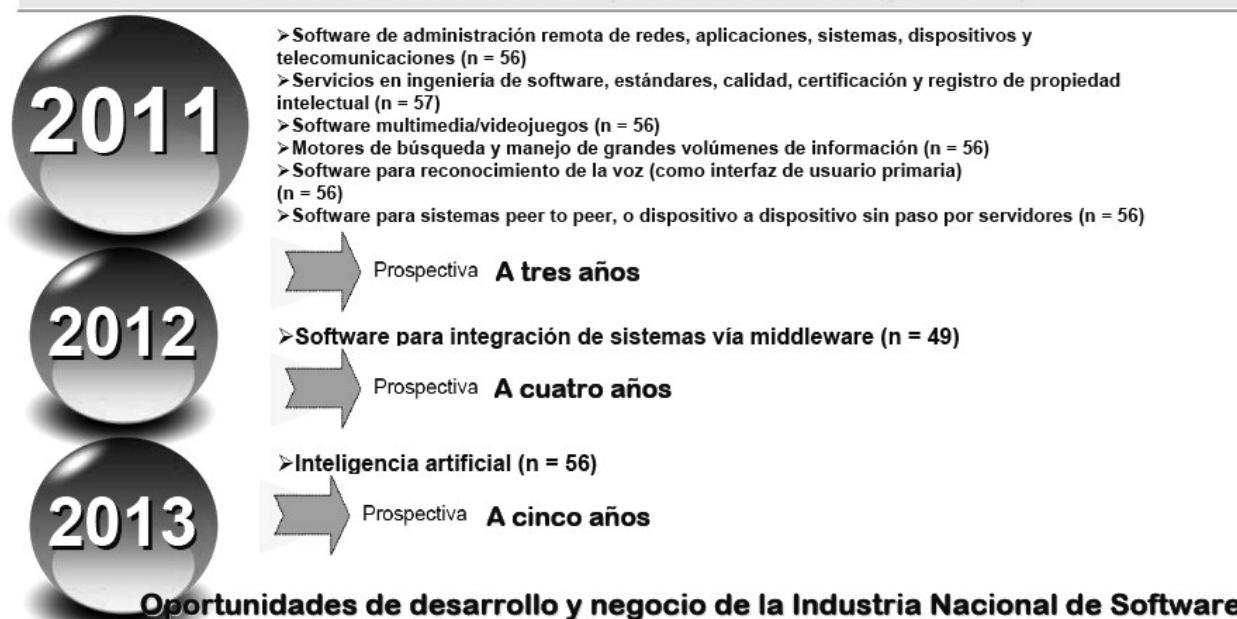 2011
➢Software de administración remota de redes, aplicaciones, sistemas, dispositivos y
telecomunicaciones (n = 56)
➢Servicios en ingeniería de software, estándares, calidad, certificación y registro de propiedad
intelectual (n = 57)
➢Software multimedia/videojuegos (n = 56)
➢Motores de búsqueda y manejo de grandes volúmenes de información (n = 56)
➢Software para reconocimiento de la voz (como interfaz de usuario primaria)
(n = 56)
➢Software para sistemas peer to peer, o dispositivo a dispositivo sin paso por servidores (n = 56)
Prospectiva A tres años
2012
➢Software para integración de sistemas vía middleware (n = 49)
Prospectiva A cuatro años
2013
➢Inteligencia artificial (n = 56)
Prospectiva A cinco años
Oportunidades de desarrollo y negocio de la Industria Nacional de Software